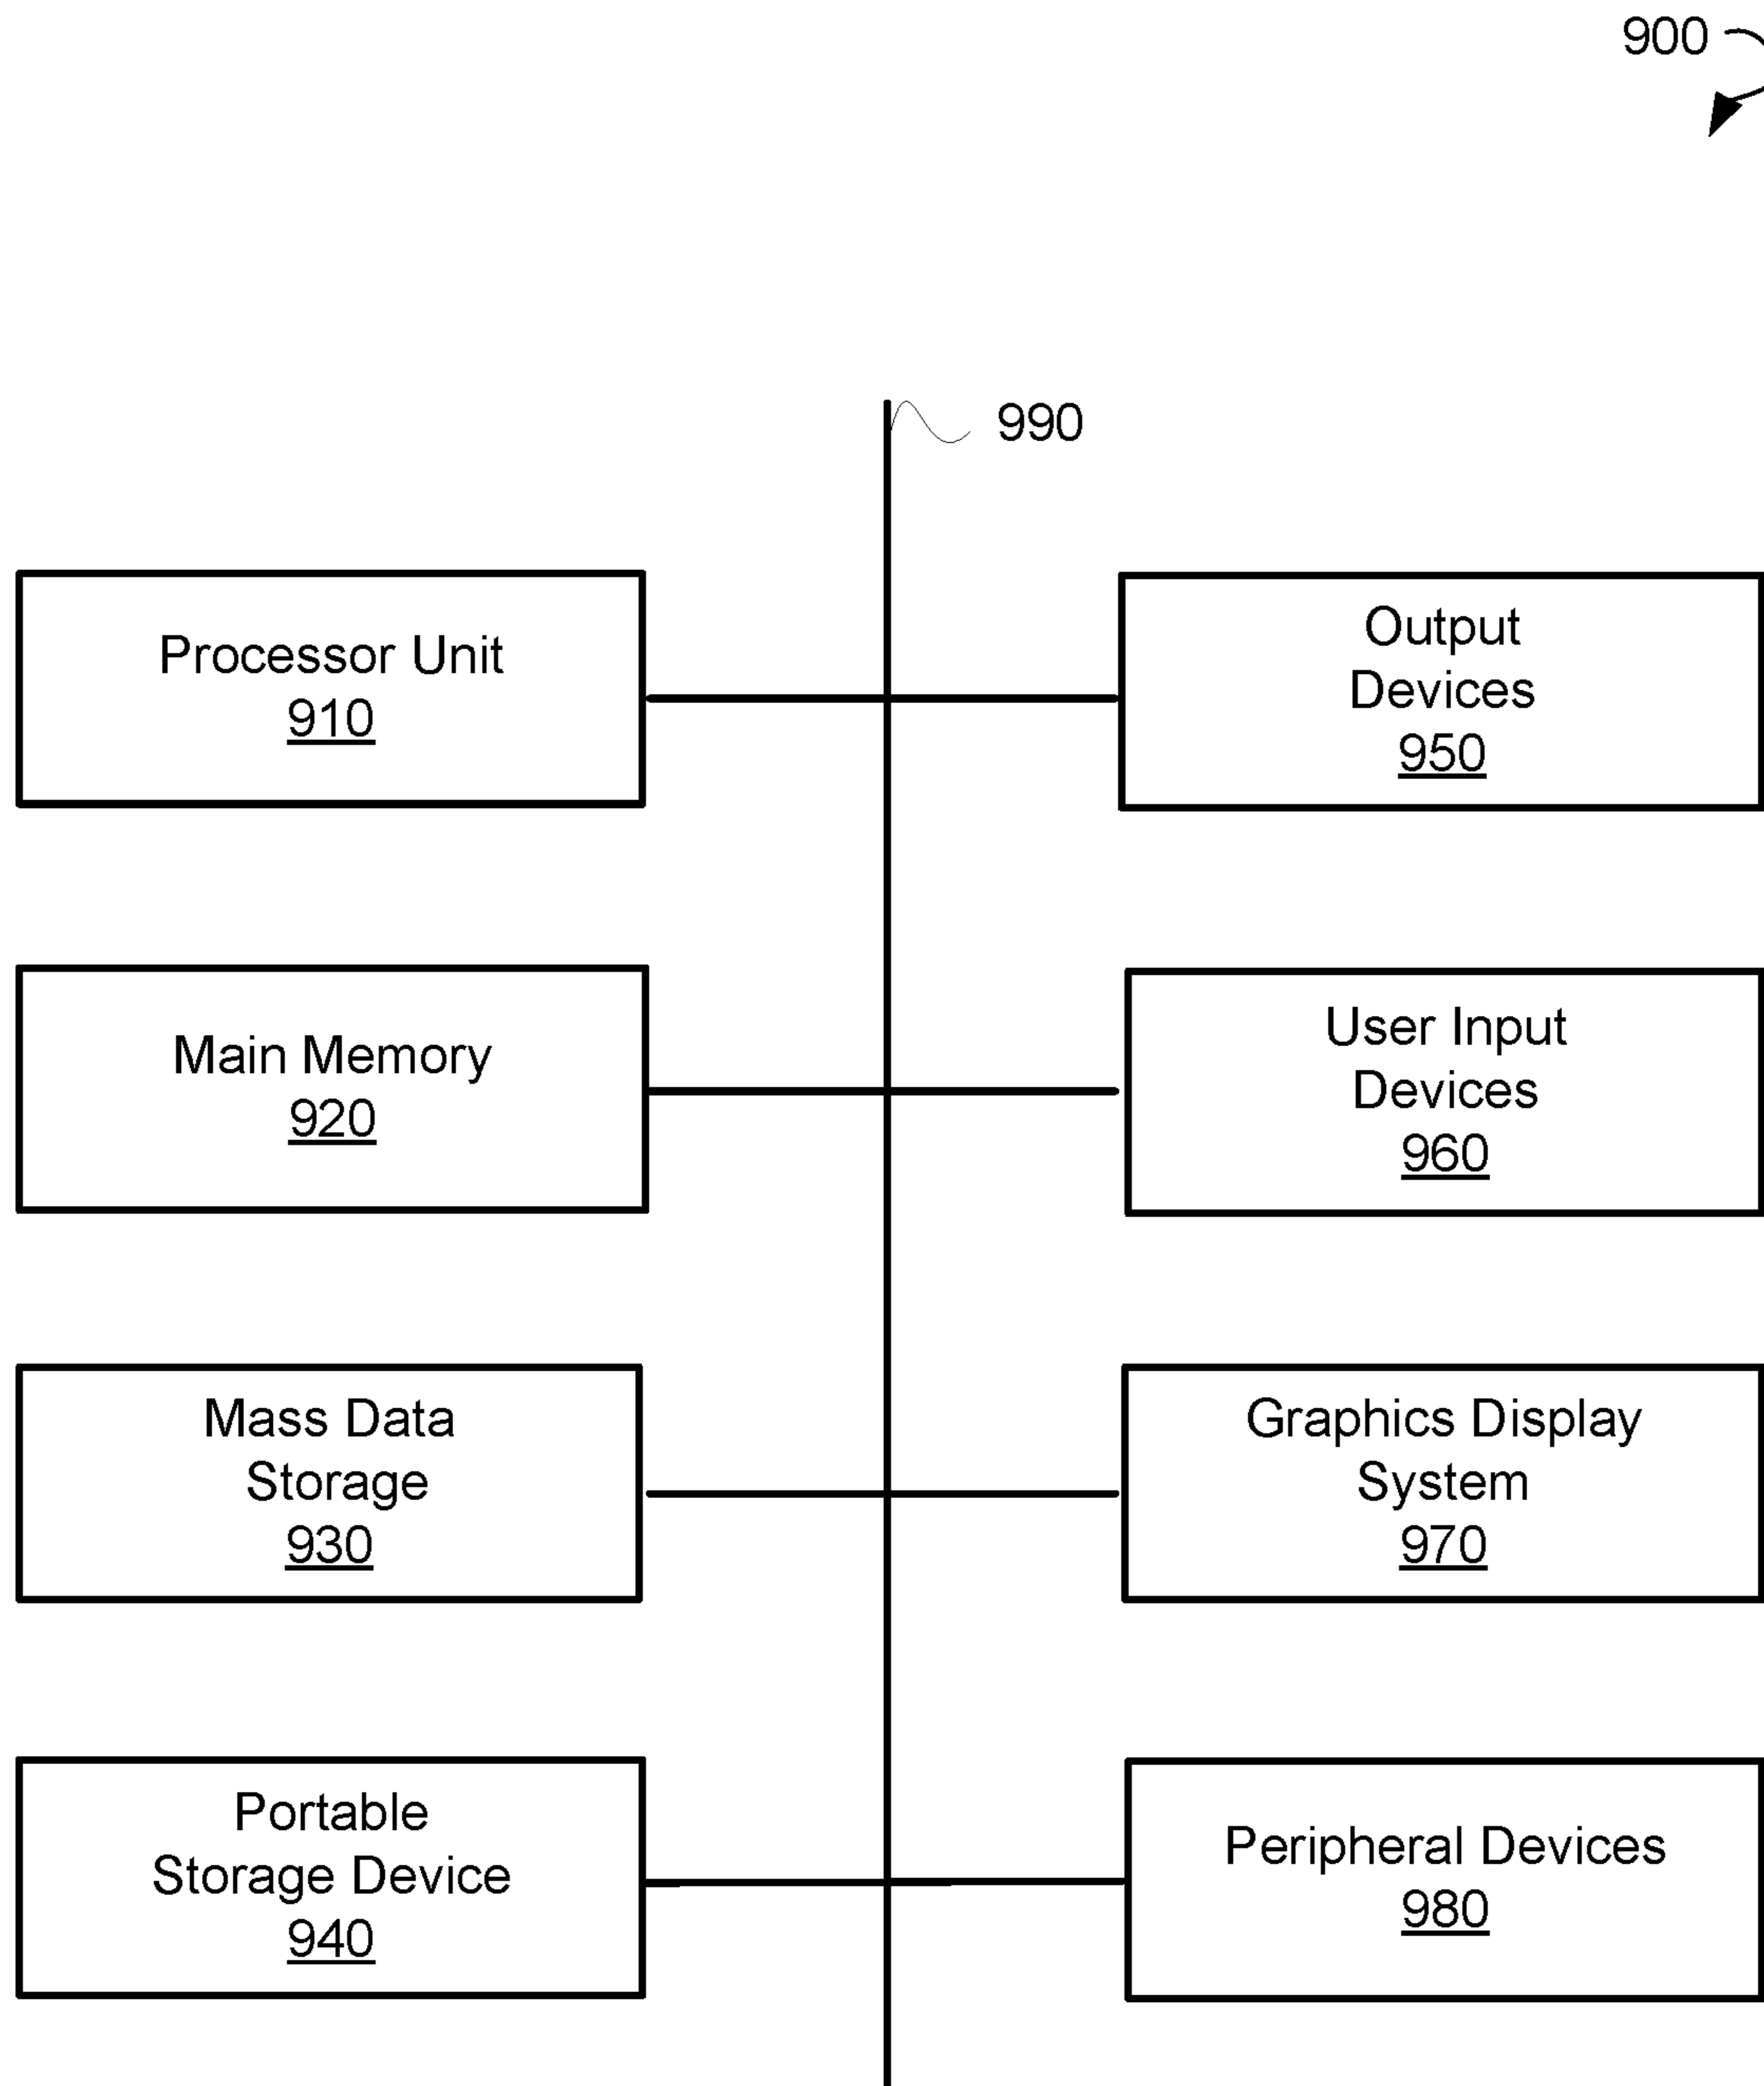 900
990
Processor Unit
910
Output
Devices
950
Main Memory
920
User Input
Devices
960
Mass Data
Storage
930
Graphics Display
System
970
Portable
Storage Device
940
Peripheral Devices
980